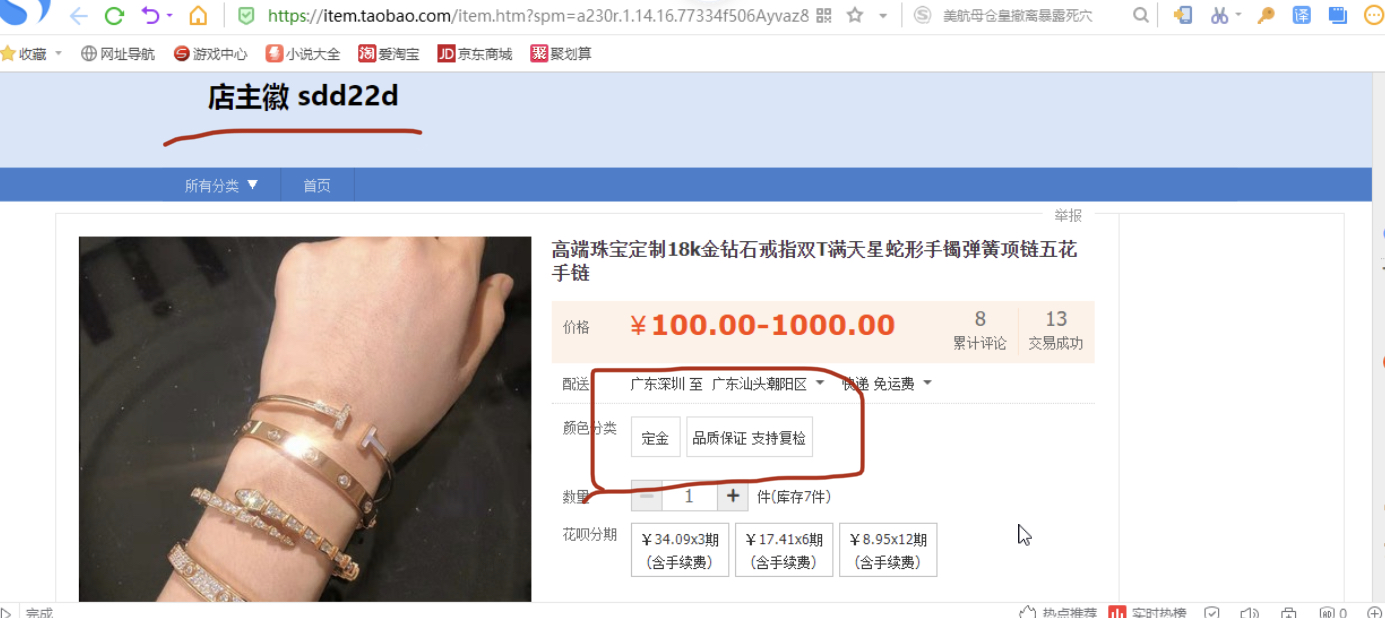 https://item.taobao.com/item.htm?spm=a230r.1.14.16.77334f506Ayvaz8 美航母仓皇撤离暴露死穴 译
收藏 网址导航 游戏中心 小说大全 淘 爱淘宝 JD 京东商城 聚 聚划算
店主徽 sdd22d
所有分类 ▼ 首页
举报
高端珠宝定制18k金钻石戒指双T满天星蛇形手镯弹簧项链五花
手链
价格 ¥100.00-1000.00 8 13
累计评论 交易成功
配送 广东深圳 至 广东汕头潮阳区 快递 免运费
颜色分类 定金 品质保证 支持复检
数量 - 1 + 件(库存7件)
花呗分期 ¥34.09x3期 ¥17.41x6期 ¥8.95x12期
(含手续费) (含手续费) (含手续费)
完成 热点推荐 实时热榜 0